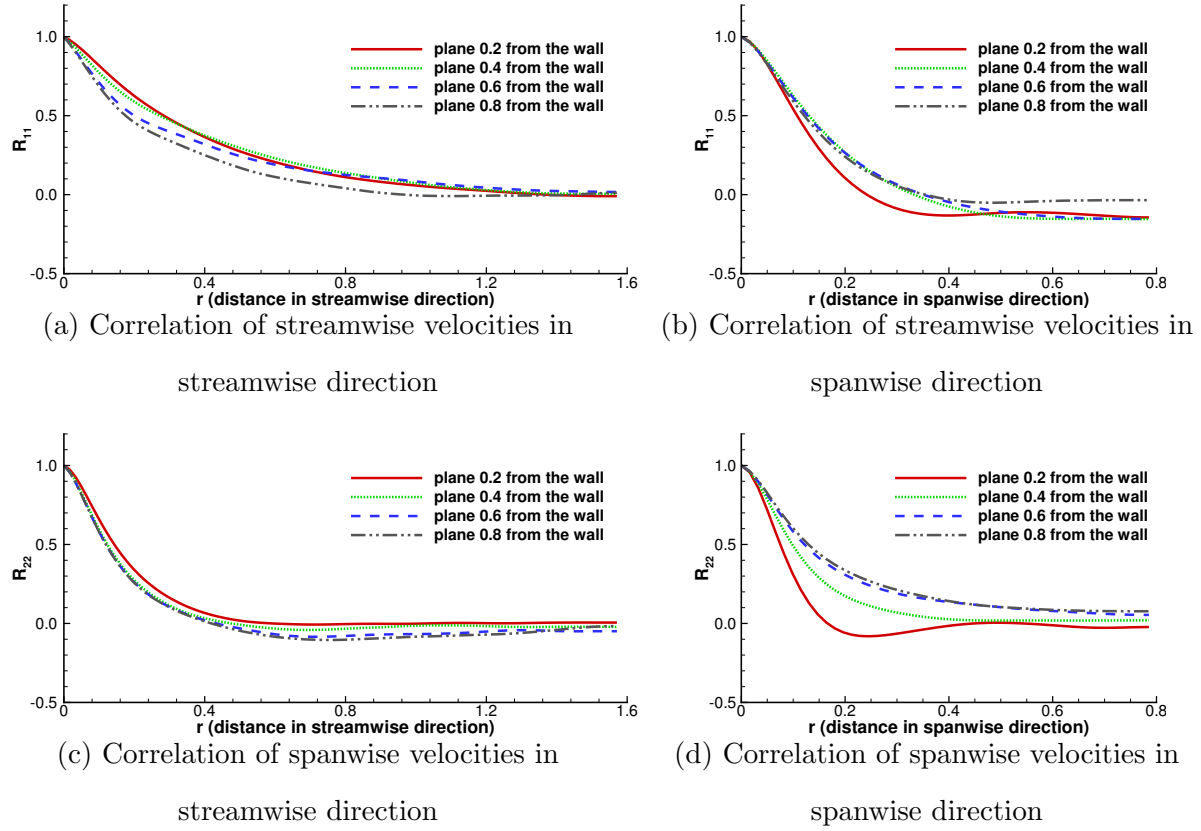 1.0
0.5
0.0
-0.5
R11
0 0.4 0.8 1.2 1.6
r (distance in streamwise direction)
plane 0.2 from the wall
plane 0.4 from the wall
plane 0.6 from the wall
plane 0.8 from the wall
(a) Correlation of streamwise velocities in
streamwise direction
1.0
0.5
0.0
-0.5
R11
0 0.2 0.4 0.6 0.8
r (distance in spanwise direction)
plane 0.2 from the wall
plane 0.4 from the wall
plane 0.6 from the wall
plane 0.8 from the wall
(b) Correlation of streamwise velocities in
spanwise direction
1.0
0.5
0.0
-0.5
R22
0 0.4 0.8 1.2 1.6
r (distance in streamwise direction)
plane 0.2 from the wall
plane 0.4 from the wall
plane 0.6 from the wall
plane 0.8 from the wall
(c) Correlation of spanwise velocities in
streamwise direction
1.0
0.5
0.0
-0.5
R22
0 0.2 0.4 0.6 0.8
r (distance in spanwise direction)
plane 0.2 from the wall
plane 0.4 from the wall
plane 0.6 from the wall
plane 0.8 from the wall
(d) Correlation of spanwise velocities in
spanwise direction